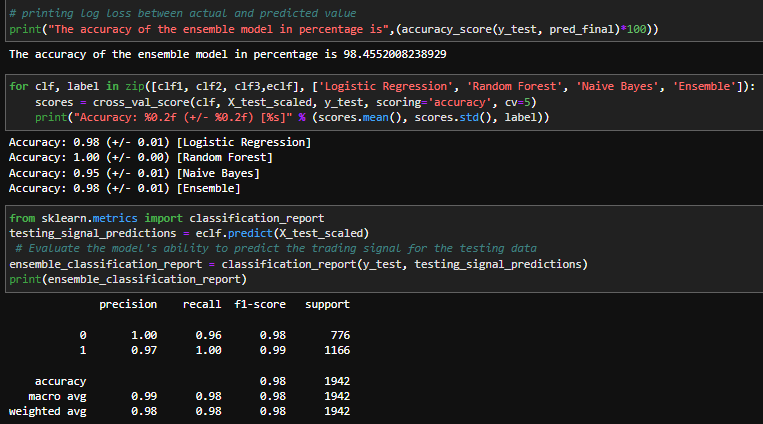 # printing log loss between actual and predicted value
print("The accuracy of the ensemble model in percentage is",(accuracy_score(y_test, pred_final)*100))
The accuracy of the ensemble model in percentage is 98.4552008238929
for clf, label in zip([clf1, clf2, clf3,eclf], ['Logistic Regression', 'Random Forest', 'Naive Bayes', 'Ensemble']):
    scores = cross_val_score(clf, X_test_scaled, y_test, scoring='accuracy', cv=5)
    print("Accuracy: %0.2f (+/- %0.2f) [%s]" % (scores.mean(), scores.std(), label))
Accuracy: 0.98 (+/- 0.01) [Logistic Regression]
Accuracy: 1.00 (+/- 0.00) [Random Forest]
Accuracy: 0.95 (+/- 0.01) [Naive Bayes]
Accuracy: 0.98 (+/- 0.01) [Ensemble]
from sklearn.metrics import classification_report
testing_signal_predictions = eclf.predict(X_test_scaled)
 # Evaluate the model's ability to predict the trading signal for the testing data
ensemble_classification_report = classification_report(y_test, testing_signal_predictions)
print(ensemble_classification_report)
              precision    recall  f1-score   support
           0       1.00      0.96      0.98       776
           1       0.97      1.00      0.99      1166
    accuracy                           0.98      1942
   macro avg       0.99      0.98      0.98      1942
weighted avg       0.98      0.98      0.98      1942